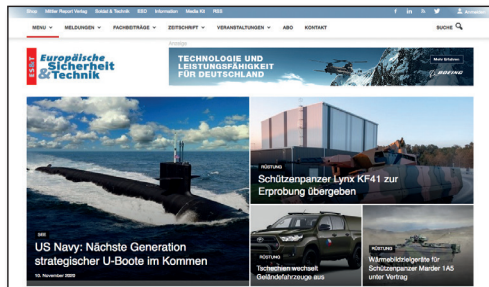 Shop Mittler Report Verlag Soldat & Technik ESD Information Media Kit RSS
Anmelden
MENU MELDUNGEN FACHBEITRÄGE ZEITSCHRIFT VERANSTALTUNGEN ABO KONTAKT SUCHE
Anzeige
ES&T
Europäische
Sicherheit
&Technik
TECHNOLOGIE UND
LEISTUNGSFÄHIGKEIT
FÜR DEUTSCHLAND
Mehr Erfahren
BOEING
SEE
US Navy: Nächste Generation
strategischer U-Boote im Kommen
10. November 2020
RÜSTUNG
Schützenpanzer Lynx KF41 zur
Erprobung übergeben
RÜSTUNG
Tschechien wechselt
Geländefahrzeuge aus
RÜSTUNG
Wärmebildzielgeräte für
Schützenpanzer Marder 1A5
unter Vertrag